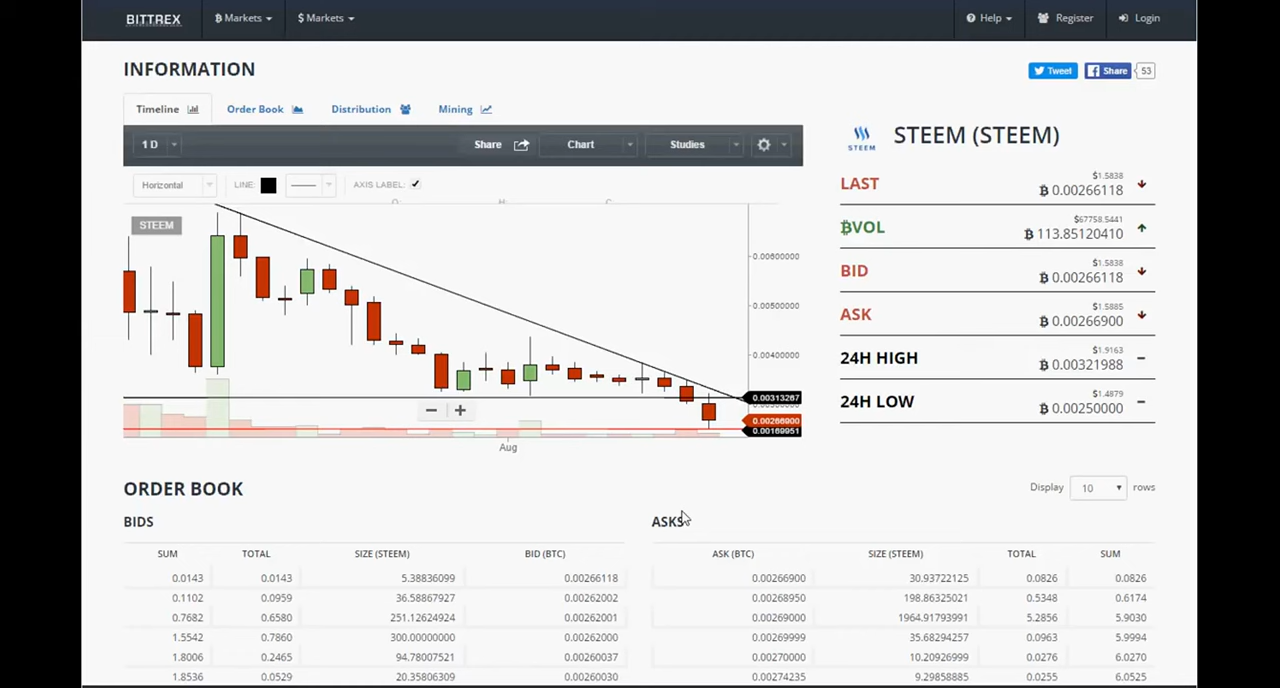 BITTREX ₿ Markets $ Markets Help Register Login
INFORMATION
Tweet Share 53
Timeline Order Book Distribution Mining
1 D Share Chart Studies
Horizontal LINE: AXIS LABEL:
O: H: C:
STEEM
0.00600000
0.00500000
0.00400000
0.00313267
0.00266900
0.00169951
Aug
STEEM
STEEM (STEEM)
LAST $1.5838
₿ 0.00266118
₿VOL $67758.5441
₿ 113.85120410
BID $1.5838
₿ 0.00266118
ASK $1.5885
₿ 0.00266900
24H HIGH $1.9163
₿ 0.00321988
24H LOW $1.4879
₿ 0.00250000
ORDER BOOK
Display 10 rows
BIDS
SUM TOTAL SIZE (STEEM) BID (BTC)
0.0143 0.0143 5.38836099 0.00266118
0.1102 0.0959 36.58867927 0.00262002
0.7682 0.6580 251.12624924 0.00262001
1.5542 0.7860 300.00000000 0.00262000
1.8006 0.2465 94.78007521 0.00260037
1.8536 0.0529 20.35806309 0.00260030
ASKS
ASK (BTC) SIZE (STEEM) TOTAL SUM
0.00266900 30.93722125 0.0826 0.0826
0.00268950 198.86325021 0.5348 0.6174
0.00269000 1964.91793991 5.2856 5.9030
0.00269999 35.68294257 0.0963 5.9994
0.00270000 10.20926999 0.0276 6.0270
0.00274235 9.29858885 0.0255 6.0525